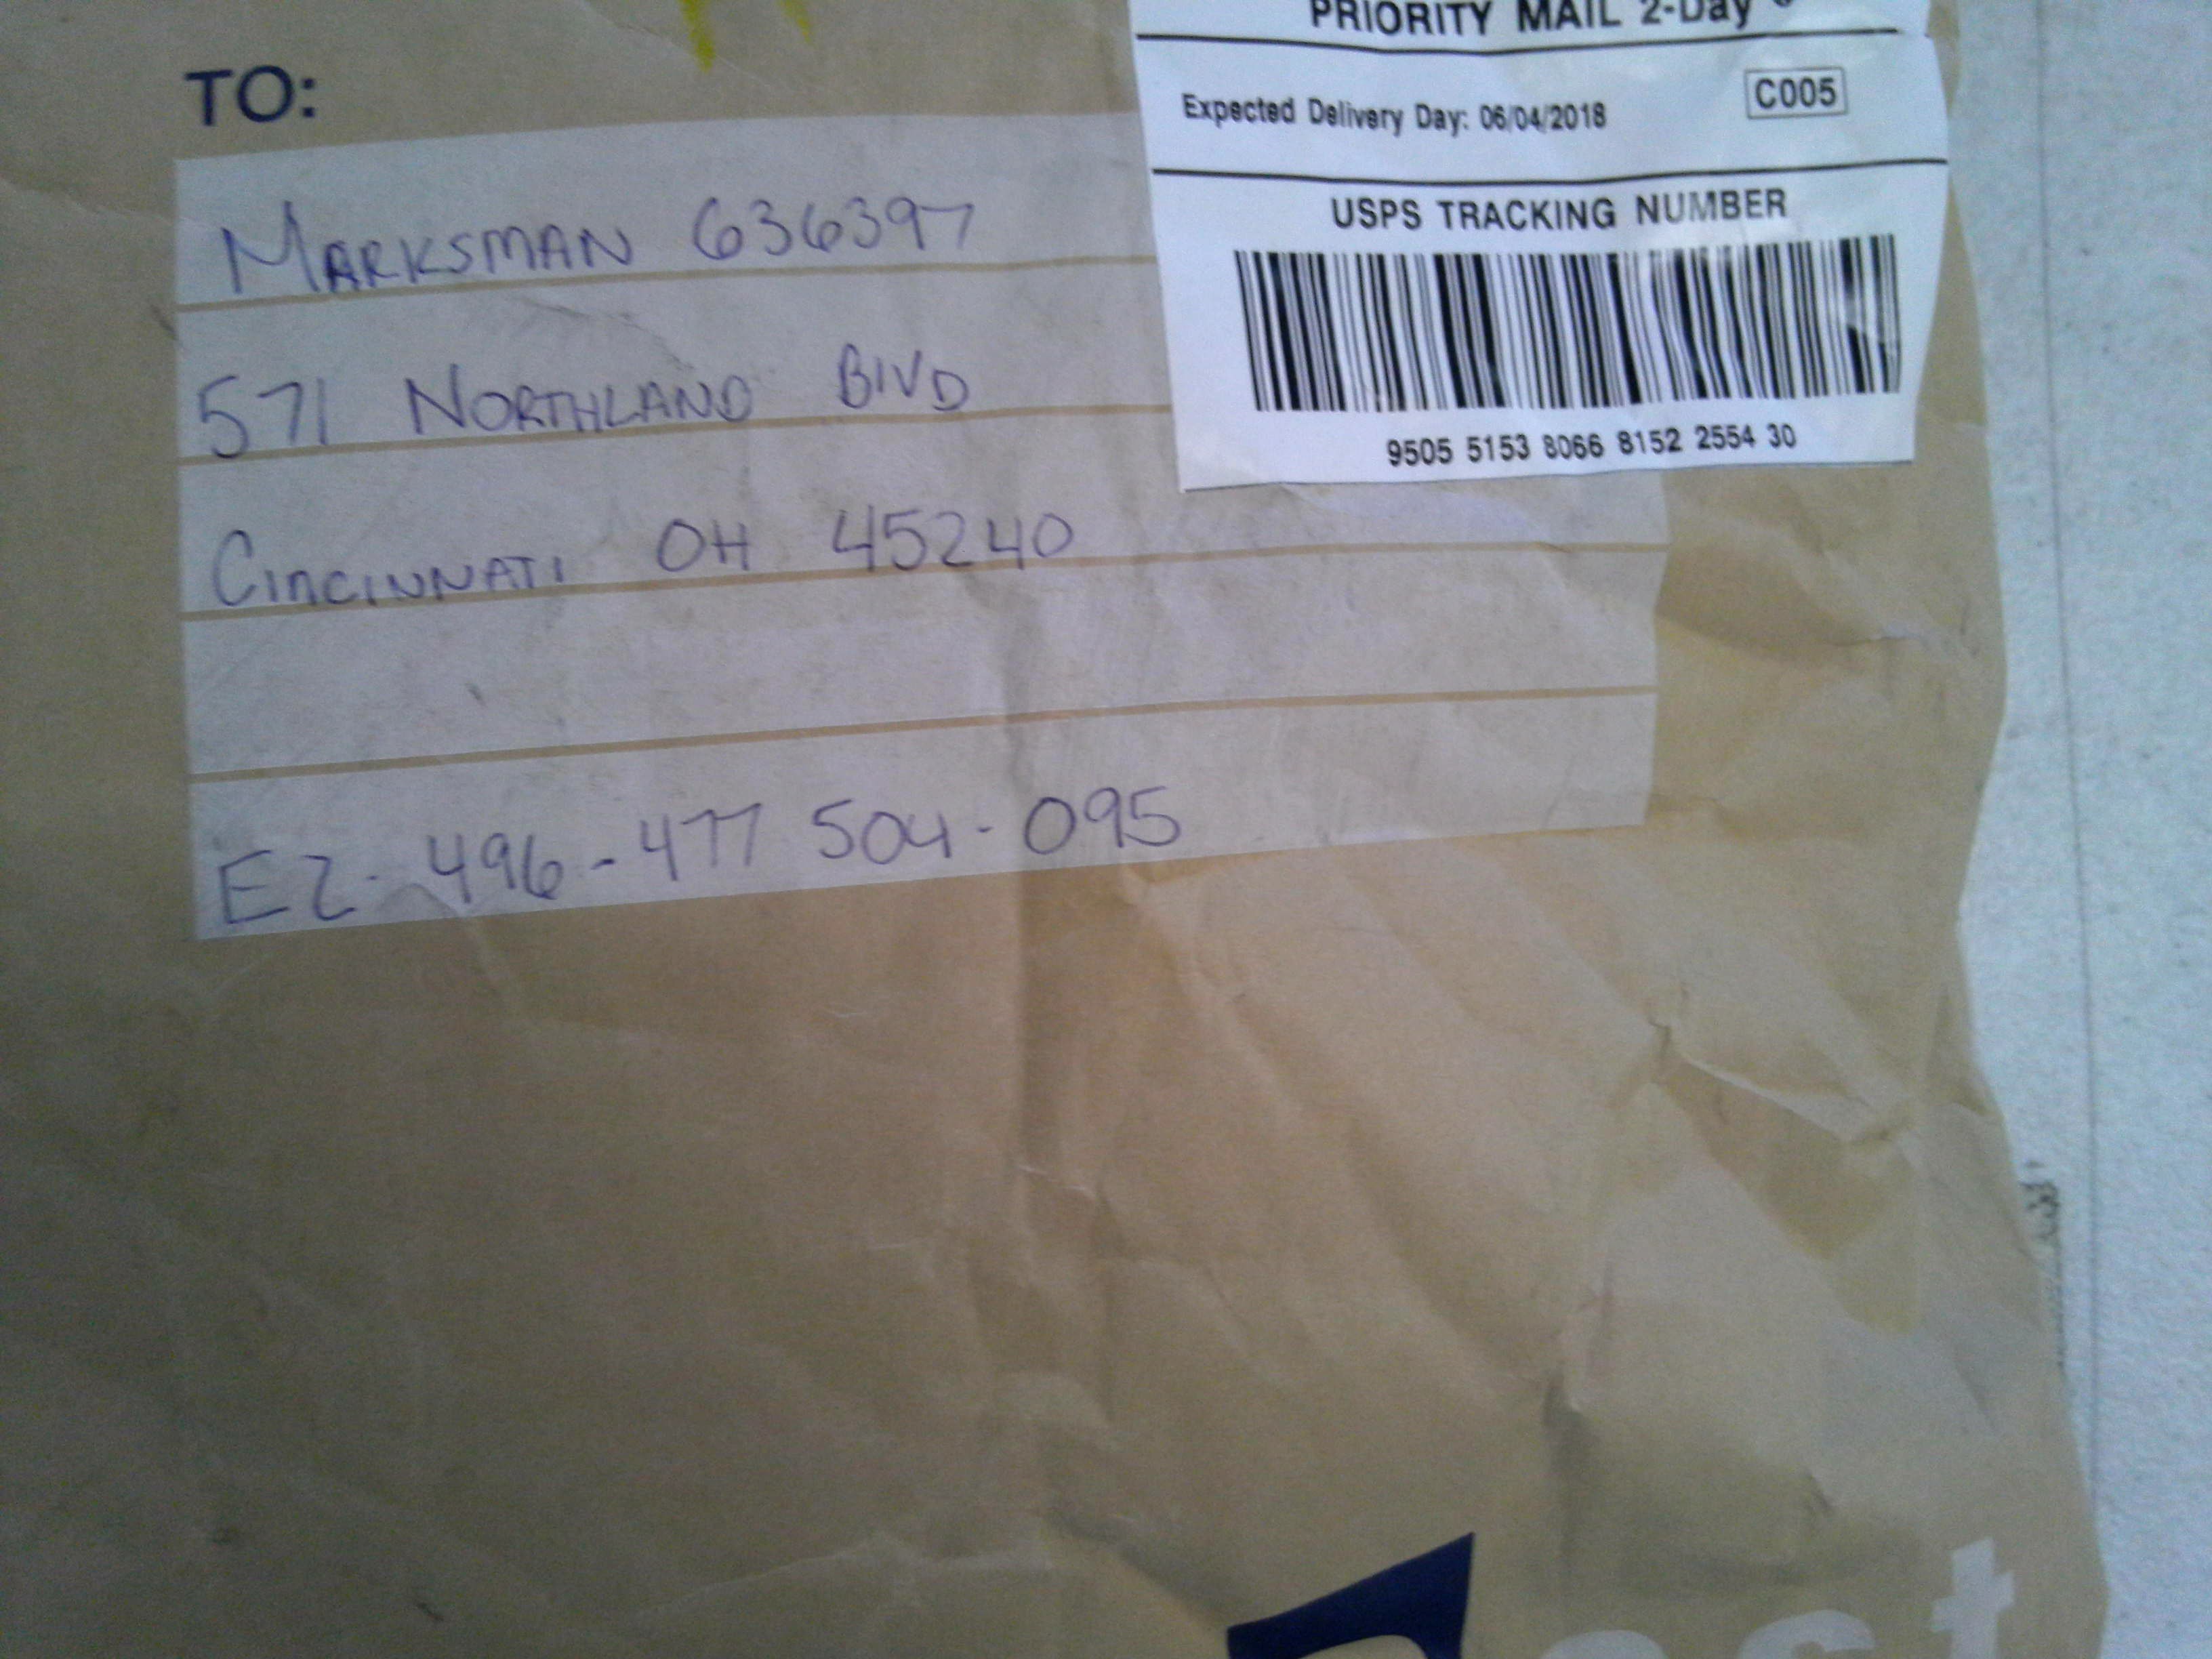 TO:
MARKSMAN 636397
571 NORTHLAND BlVD
CINCINNATI OH 45240
EZ- 496-477 504-095
PRIORITY MAIL 2-Day
Expected Delivery Day: 06/04/2018
C005
USPS TRACKING NUMBER
9505 5153 8066 8152 2554 30